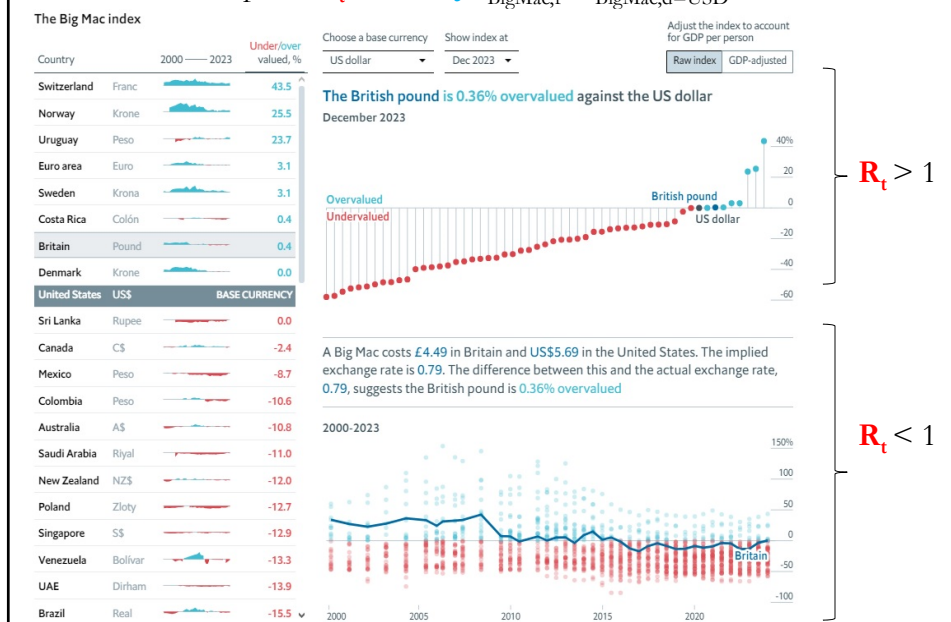 BigMac,f BigMac,d=USD
The Big Mac index
Country 2000 2023 Under/over valued, %
Switzerland Franc 43.5
Norway Krone 25.5
Uruguay Peso 23.7
Euro area Euro 3.1
Sweden Krona 3.1
Costa Rica Colón 0.4
Britain Pound 0.4
Denmark Krone 0.0
United States US$ BASE CURRENCY
Sri Lanka Rupee 0.0
Canada C$ -2.4
Mexico Peso -8.7
Colombia Peso -10.6
Australia A$ -10.8
Saudi Arabia Riyal -11.0
New Zealand NZ$ -12.0
Poland Zloty -12.7
Singapore S$ -12.9
Venezuela Bolívar -13.3
UAE Dirham -13.9
Brazil Real -15.5
Choose a base currency
US dollar
Show index at
Dec 2023
Adjust the index to account
for GDP per person
Raw index GDP-adjusted
The British pound is 0.36% overvalued against the US dollar
December 2023
40%
20
0
-20
-40
-60
Overvalued
Undervalued
British pound
US dollar
A Big Mac costs £4.49 in Britain and US$5.69 in the United States. The implied
exchange rate is 0.79. The difference between this and the actual exchange rate,
0.79, suggests the British pound is 0.36% overvalued
2000-2023
150%
100
50
0
-50
-100
Britain
2000 2005 2010 2015 2020
Rt > 1
Rt < 1